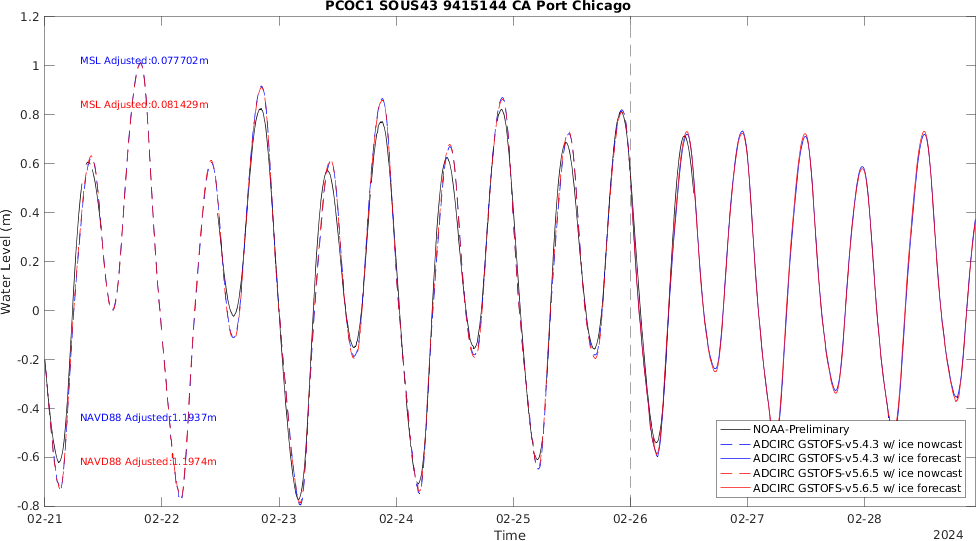 PCOC1 SOUS43 9415144 CA Port Chicago
1.2
1
0.8
0.6
0.4
0.2
0
-0.2
-0.4
-0.6
-0.8
Water Level (m)
MSL Adjusted:0.077702m
MSL Adjusted:0.081429m
NAVD88 Adjusted:1.1937m
NAVD88 Adjusted:1.1974m
NOAA-Preliminary
ADCIRC GSTOFS-v5.4.3 w/ ice nowcast
ADCIRC GSTOFS-v5.4.3 w/ ice forecast
ADCIRC GSTOFS-v5.6.5 w/ ice nowcast
ADCIRC GSTOFS-v5.6.5 w/ ice forecast
02-21 02-22 02-23 02-24 02-25 02-26 02-27 02-28
Time
2024